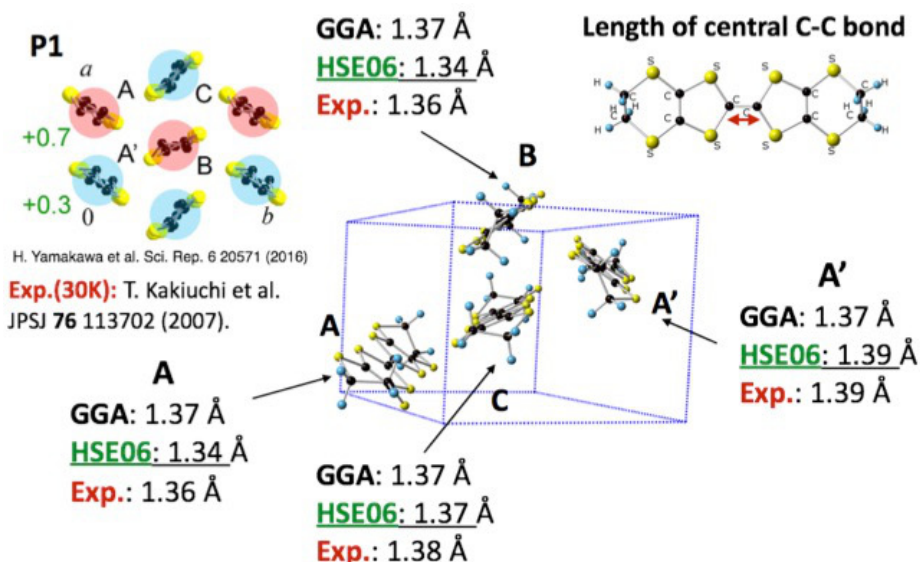 P1
a
A
C
+0.7
A'
B
+0.3
0
b
H. Yamakawa et al. Sci. Rep. 6 20571 (2016)
Exp.(30K): T. Kakiuchi et al.
JPSJ 76 113702 (2007).
GGA: 1.37 Å
HSE06: 1.34 Å
Exp.: 1.36 Å
Length of central C-C bond
S S S S
H C C H
H C C C H
C H C C H C
H C C H
S S S S
B
A
A'
C
A'
GGA: 1.37 Å
HSE06: 1.39 Å
Exp.: 1.39 Å
A
GGA: 1.37 Å
HSE06: 1.34 Å
Exp.: 1.36 Å
GGA: 1.37 Å
HSE06: 1.37 Å
Exp.: 1.38 Å